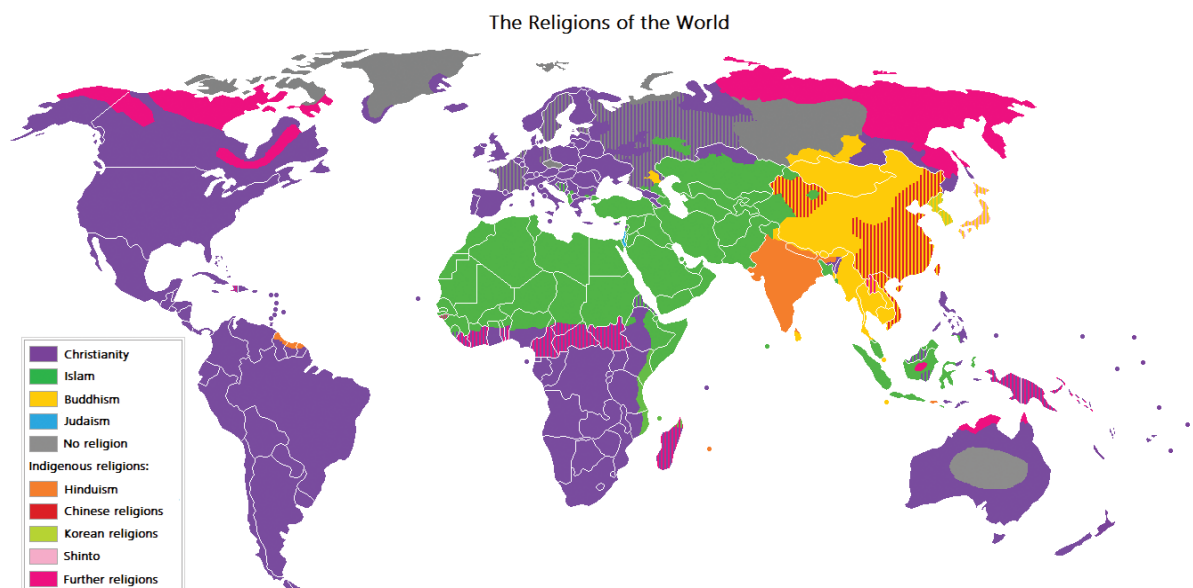 The Religions of the World
Christianity
Islam
Buddhism
Judaism
No religion
Indigenous religions:
Hinduism
Chinese religions
Korean religions
Shinto
Further religions